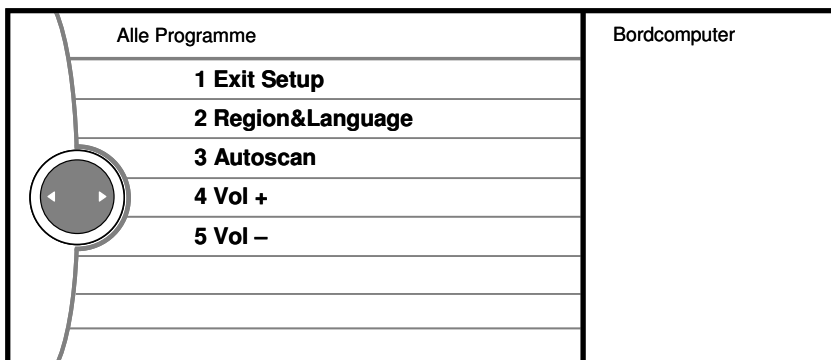 Alle Programme
1 Exit Setup
2 Region&Language
3 Autoscan
4 Vol +
5 Vol –
Bordcomputer